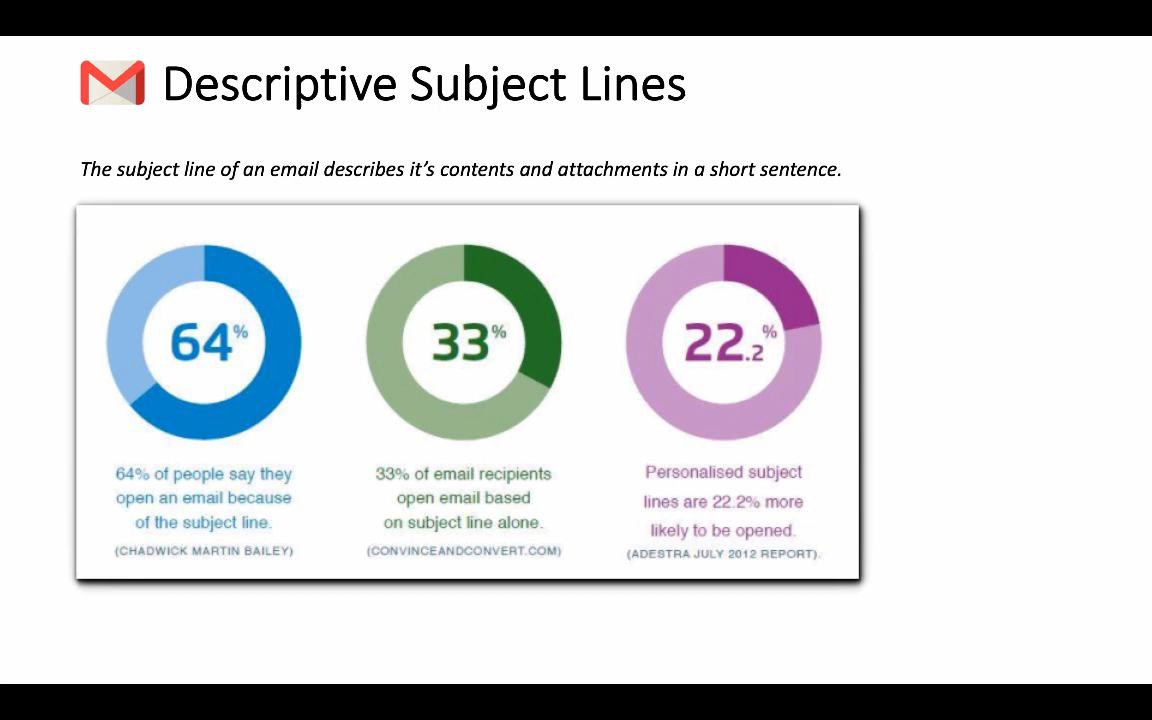 Descriptive Subject Lines
The subject line of an email describes it’s contents and attachments in a short sentence.
64%
33%
22.2%
64% of people say they
open an email because
of the subject line.
(CHADWICK MARTIN BAILEY)
33% of email recipients
open email based
on subject line alone.
(CONVINCEANDCONVERT.COM)
Personalised subject
lines are 22.2% more
likely to be opened.
(ADESTRA JULY 2012 REPORT).